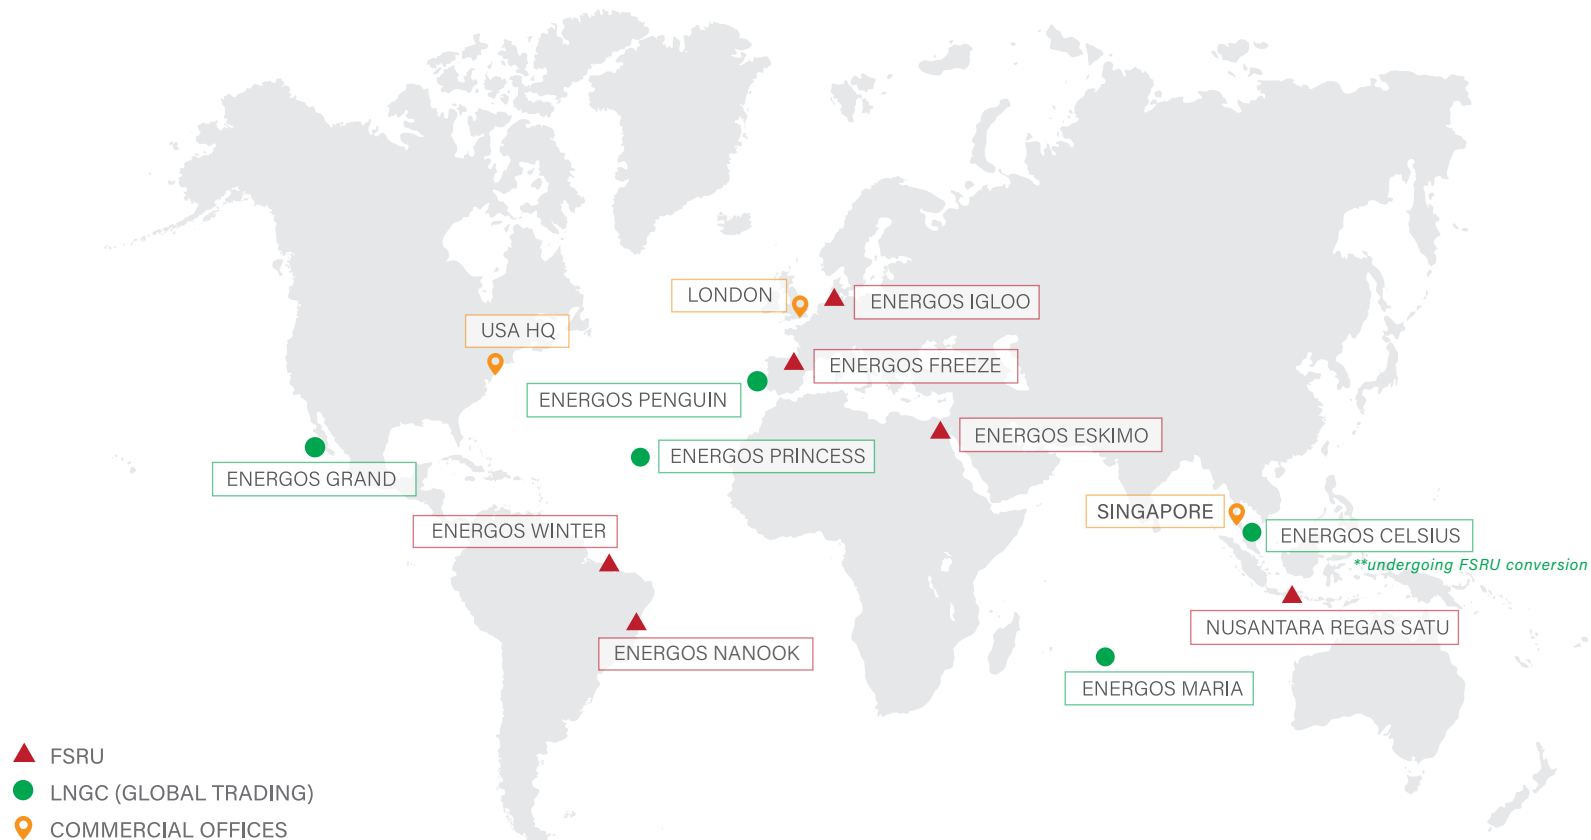 LONDON
ENERGOS IGLOO
USA HQ
ENERGOS FREEZE
ENERGOS PENGUIN
ENERGOS ESKIMO
ENERGOS PRINCESS
ENERGOS GRAND
SINGAPORE
ENERGOS WINTER
ENERGOS CELSIUS
**undergoing FSRU conversion
NUSANTARA REGAS SATU
ENERGOS NANOOK
ENERGOS MARIA
FSRU
LNGC (GLOBAL TRADING)
COMMERCIAL OFFICES